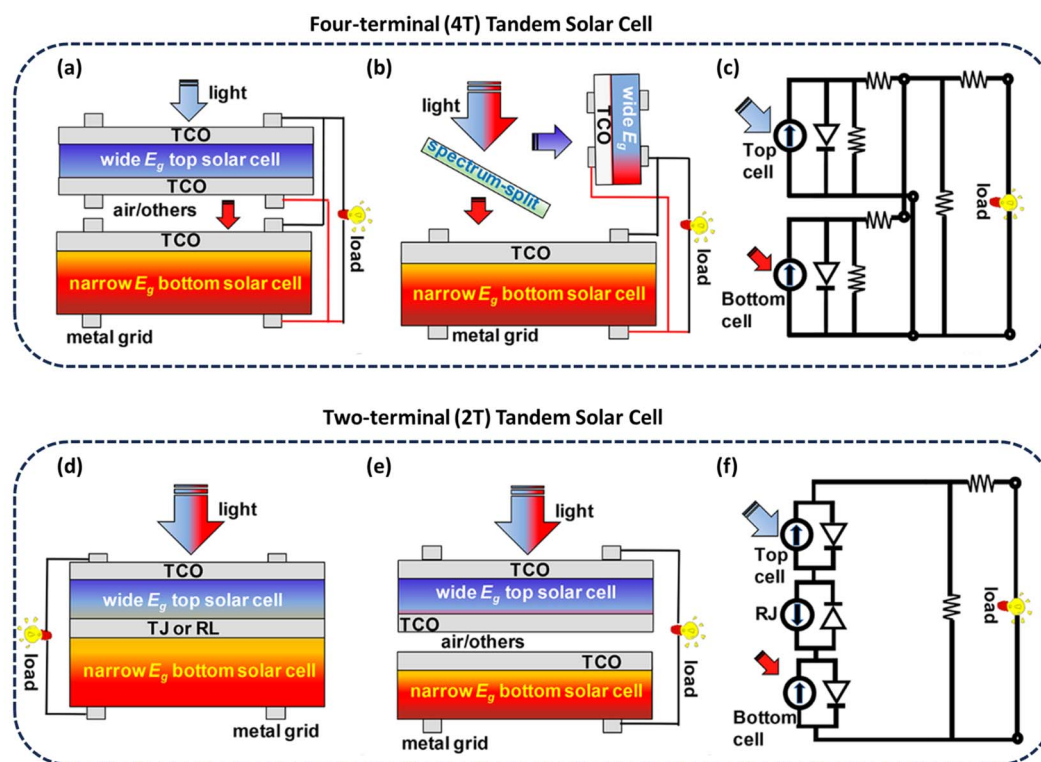 Four-terminal (4T) Tandem Solar Cell
(a)
light
TCO
wide Eg top solar cell
TCO
air/others
TCO
narrow Eg bottom solar cell
metal grid
load
(b)
light
spectrum-split
TCO
wide Eg
TCO
narrow Eg bottom solar cell
metal grid
load
(c)
Top
cell
Bottom
cell
load
Two-terminal (2T) Tandem Solar Cell
(d)
light
TCO
wide Eg top solar cell
TJ or RL
narrow Eg bottom solar cell
metal grid
load
(e)
light
TCO
wide Eg top solar cell
TCO
air/others
TCO
narrow Eg bottom solar cell
metal grid
load
(f)
Top
cell
RJ
Bottom
cell
load